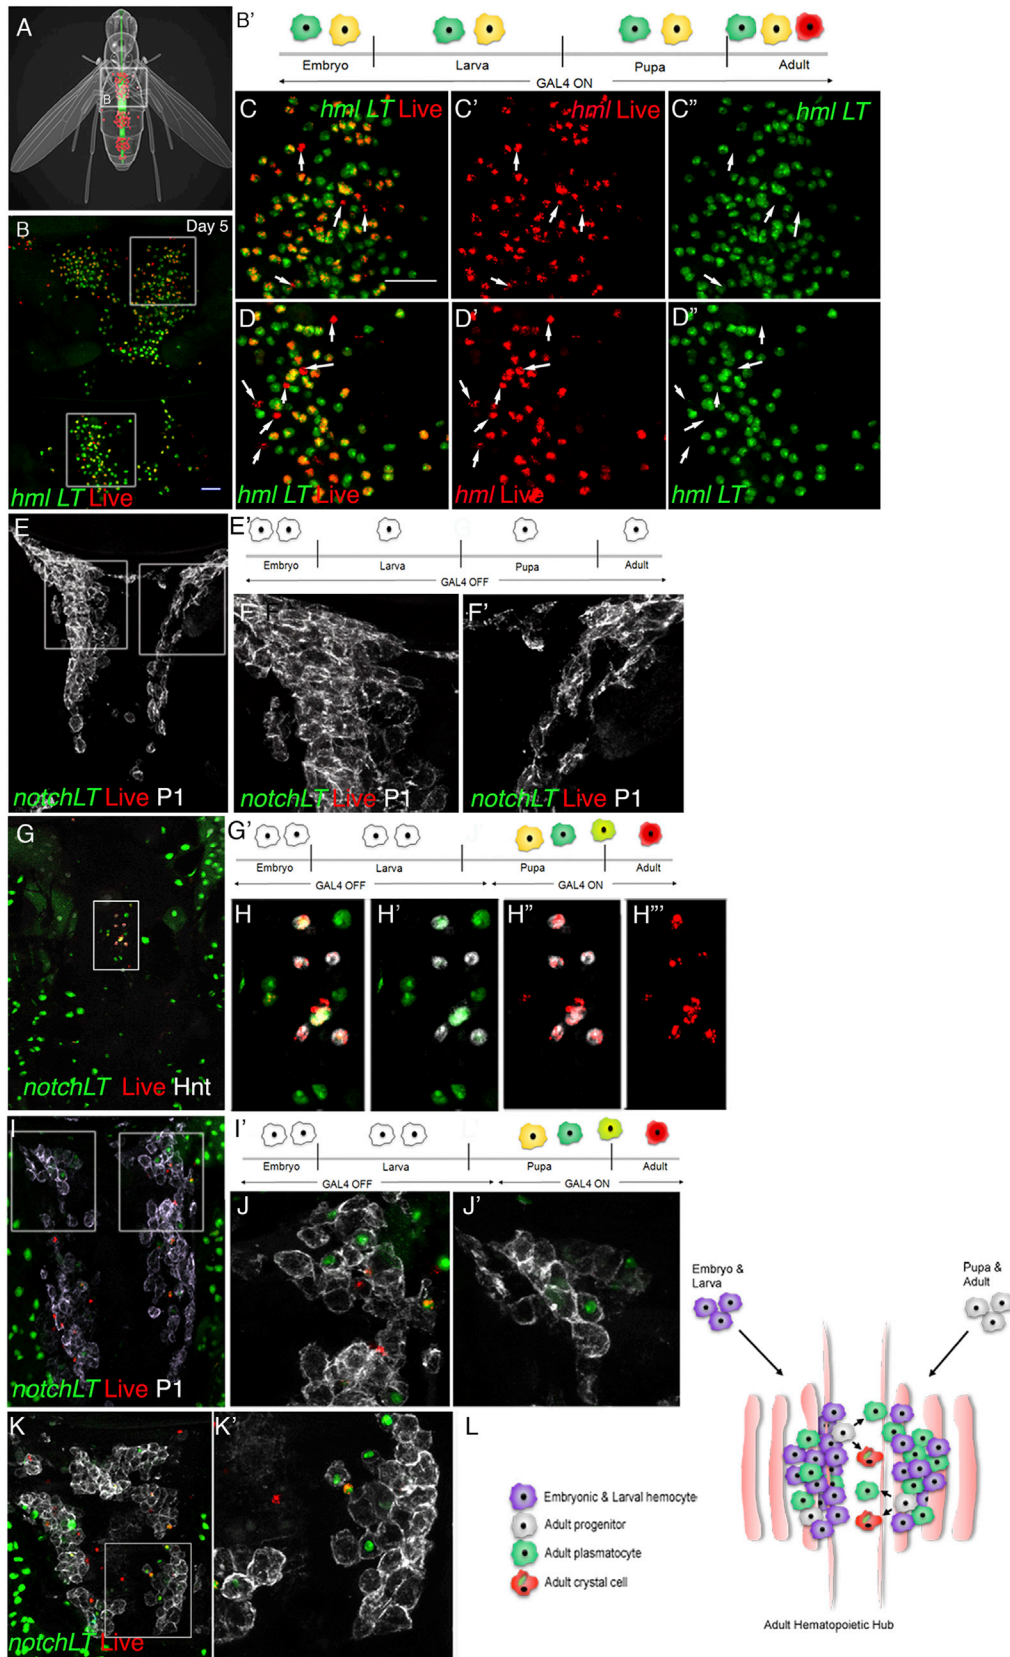 A
B
B'
Embryo Larva Pupa Adult
GAL4 ON
B Day 5
hml LT Live
C hml LT Live
C' hml Live
C" hml LT
D
hml LT Live
D'
hml Live
D"
hml LT
E
notchLT Live P1
E'
Embryo Larva Pupa Adult
GAL4 OFF
F
notchLT Live P1
F'
notchLT Live P1
G
notchLT Live Hnt
G'
Embryo Larva Pupa Adult
GAL4 OFF GAL4 ON
H H' H" H"'
I
notchLT Live P1
I'
Embryo Larva Pupa Adult
GAL4 OFF GAL4 ON
J J'
K
notchLT Live
K'
L
Embryo &
Larva
Pupa &
Adult
Embryonic & Larval hemocyte
Adult progenitor
Adult plasmatocyte
Adult crystal cell
Adult Hematopoietic Hub